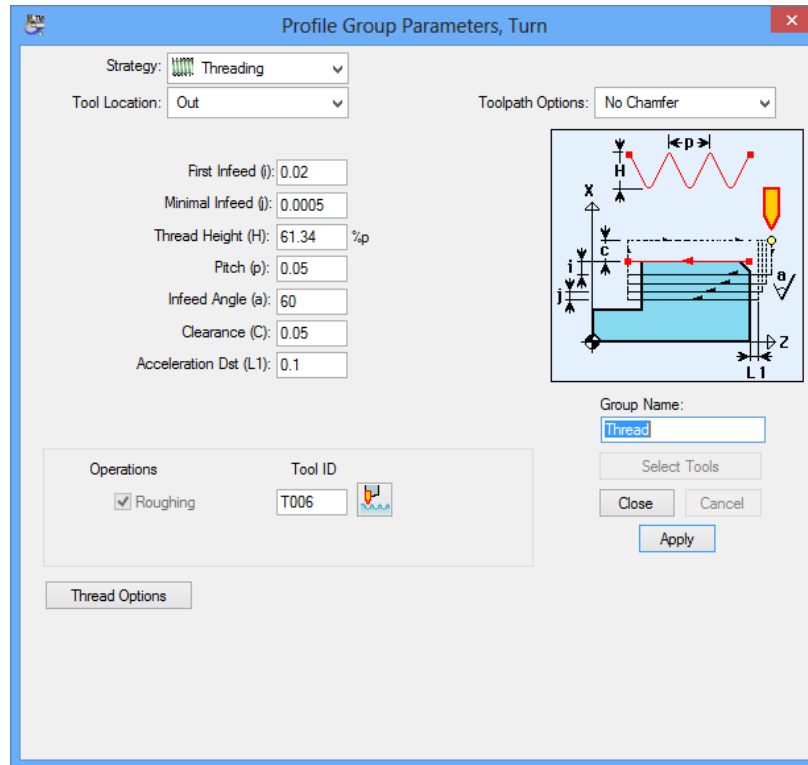 Profile Group Parameters, Turn
Strategy: Threading
Tool Location: Out
Toolpath Options: No Chamfer
First Infeed (i): 0.02
Minimal Infeed (j): 0.0005
Thread Height (H): 61.34 %p
Pitch (p): 0.05
Infeed Angle (a): 60
Clearance (C): 0.05
Acceleration Dst (L1): 0.1
p
H
X
c
i
a
j
Z
L1
Group Name:
Thread
Operations Tool ID
Select Tools
Roughing T006
Close Cancel
Apply
Thread Options